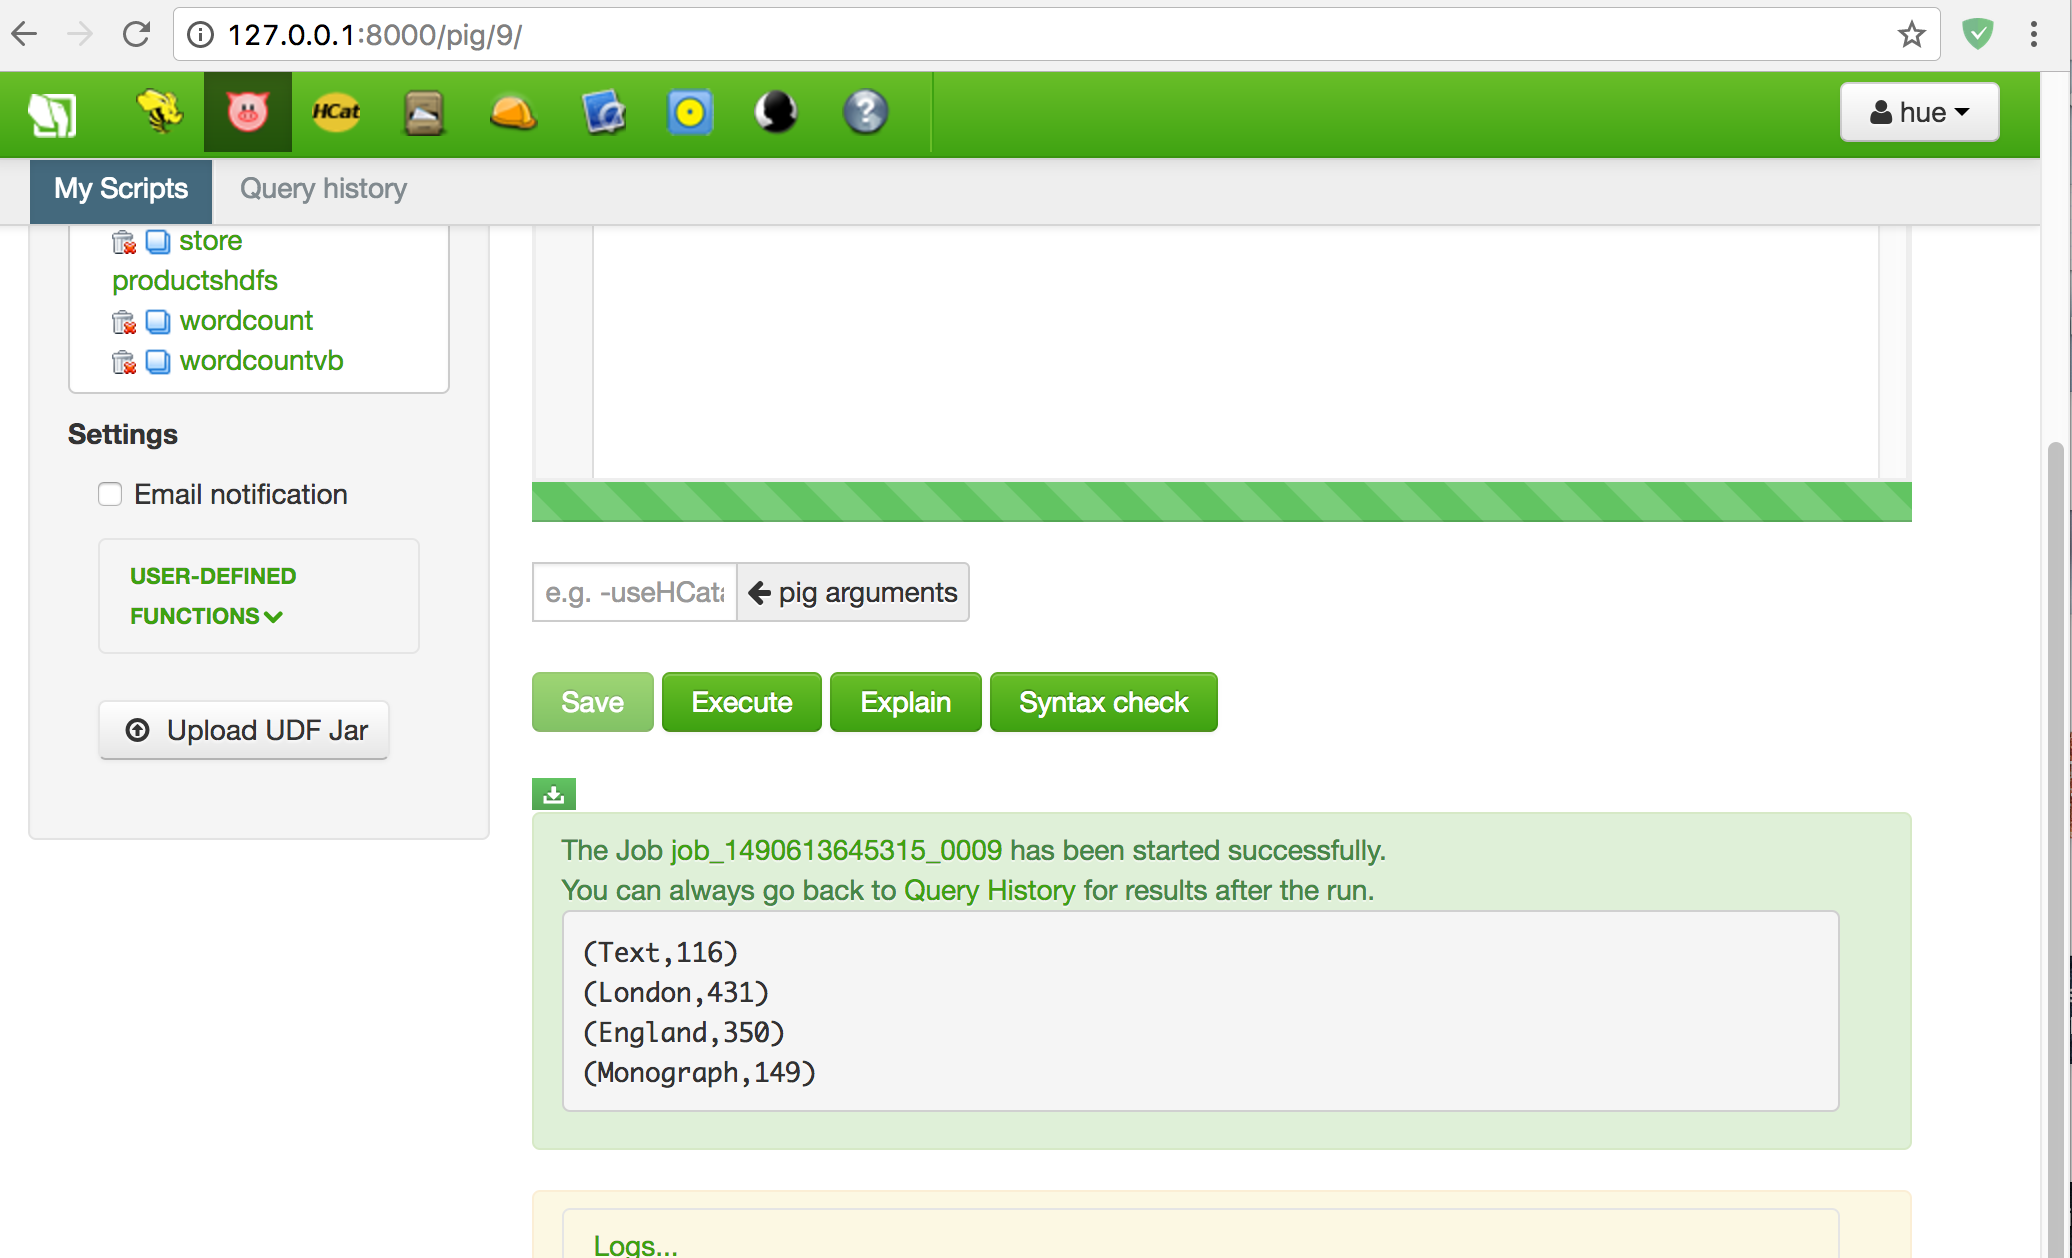 127.0.0.1:8000/pig/9/
HCat
?
hue
My Scripts
Query history
store
productshdfs
wordcount
wordcountvb
Settings
Email notification
USER-DEFINED
FUNCTIONS
Upload UDF Jar
e.g. -useHCata
pig arguments
Save
Execute
Explain
Syntax check
The Job job_1490613645315_0009 has been started successfully.
You can always go back to Query History for results after the run.
(Text,116)
(London,431)
(England,350)
(Monograph,149)
Logs...